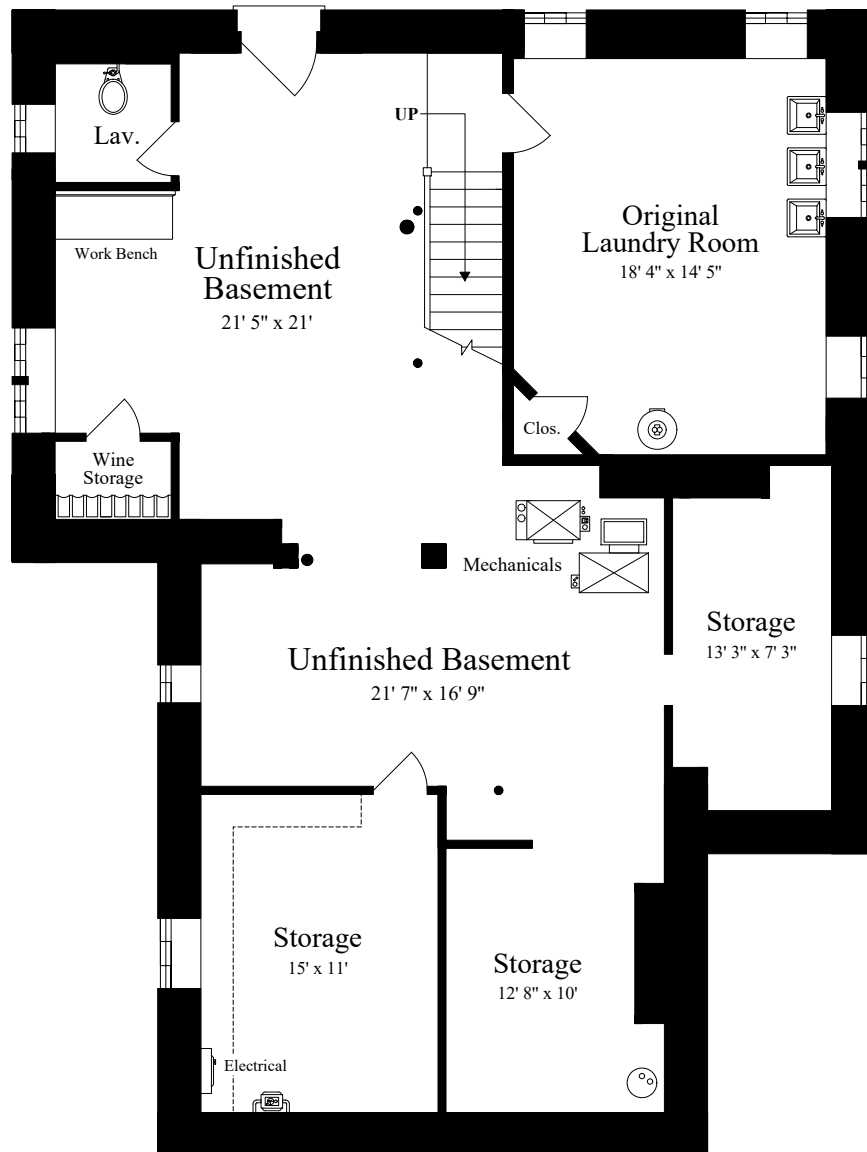 UP
Lav.
Work Bench
Unfinished
Basement
21' 5" x 21'
Original
Laundry Room
18' 4" x 14' 5"
Clos.
Wine
Storage
Mechanicals
Storage
13' 3" x 7' 3"
Unfinished Basement
21' 7" x 16' 9"
Storage
15' x 11'
Storage
12' 8" x 10'
Electrical